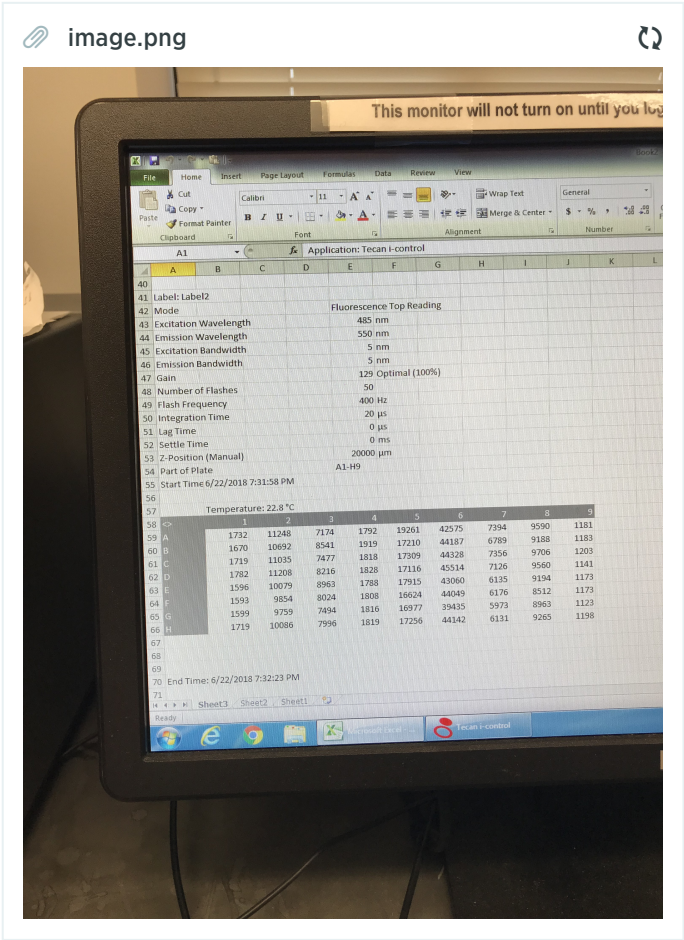 image.png
This monitor will not turn on until you log
Book2
File Home Insert Page Layout Formulas Data Review View
Cut
Copy
Format Painter
Paste
Calibri 11 A A
B I U A
Wrap Text
Merge & Center
General
$ % ,
Clipboard Font Alignment Number
A1 fx Application: Tecan i-control
A B C D E F G H I J K L
40
41 Label: Label2
42 Mode Fluorescence Top Reading
43 Excitation Wavelength 485 nm
44 Emission Wavelength 550 nm
45 Excitation Bandwidth 5 nm
46 Emission Bandwidth 5 nm
47 Gain 129 Optimal (100%)
48 Number of Flashes 50
49 Flash Frequency 400 Hz
50 Integration Time 20 µs
51 Lag Time 0 µs
52 Settle Time 0 ms
53 Z-Position (Manual) 20000 µm
54 Part of Plate A1-H9
55 Start Time 6/22/2018 7:31:58 PM
56
57 Temperature: 22.8 °C
58 <> 1 2 3 4 5 6 7 8 9
59 A 1732 11248 7174 1792 19261 42575 7394 9590 1181
60 B 1670 10692 8541 1919 17210 44187 6789 9188 1183
61 C 1719 11035 7477 1818 17309 44328 7356 9706 1203
62 D 1782 11208 8216 1828 17116 45514 7126 9560 1141
63 E 1596 10079 8963 1788 17915 43060 6135 9194 1173
64 F 1593 9854 8024 1808 16624 44049 6176 8512 1173
65 G 1599 9759 7494 1816 16977 39435 5973 8963 1123
66 H 1719 10086 7996 1819 17256 44142 6131 9265 1198
67
68
69
70 End Time: 6/22/2018 7:32:23 PM
71
Sheet3 Sheet2 Sheet1
Ready
Microsoft Excel - ... Tecan i-control